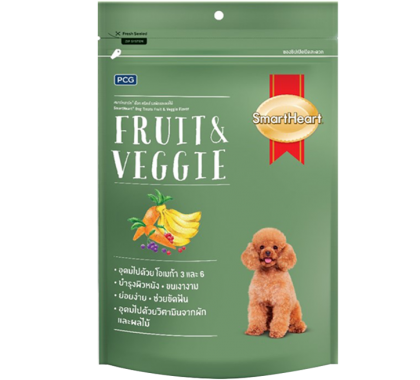 PCG
SmartHeart
FRUIT &
VEGGIE
• อุดมไปด้วย โอเมก้า 3 และ 6
• บำรุงผิวหนัง • ขนเงางาม
• ย่อยง่าย • ช่วยขัดฟัน
• อุดมไปด้วยวิตามินจากผัก
และผลไม้